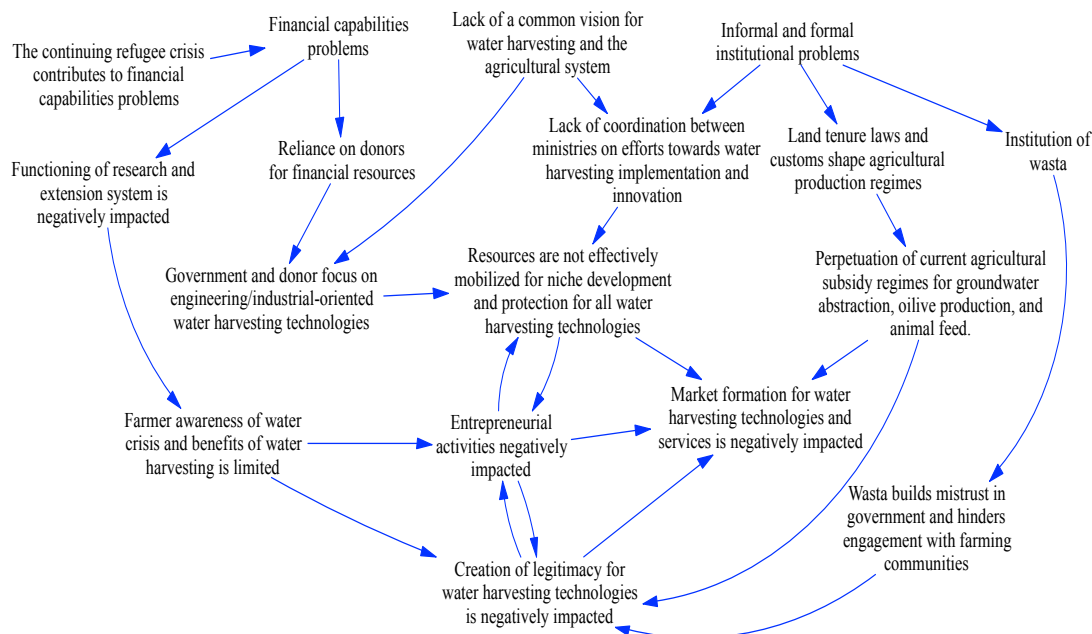 The continuing refugee crisis
contributes to financial
capabilities problems
Financial capabilities
problems
Lack of a common vision for
water harvesting and the
agricultural system
Informal and formal
institutional problems
Functioning of research and
extension system is
negatively impacted
Reliance on donors
for financial resources
Lack of coordination between
ministries on efforts towards water
harvesting implementation and
innovation
Land tenure laws and
customs shape agricultural
production regimes
Institution of
wasta
Government and donor focus on
engineering/industrial-oriented
water harvesting technologies
Resources are not effectively
mobilized for niche development
and protection for all water
harvesting technologies
Perpetuation of current agricultural
subsidy regimes for groundwater
abstraction, oilive production, and
animal feed.
Farmer awareness of water
crisis and benefits of water
harvesting is limited
Entrepreneurial
activities negatively
impacted
Market formation for water
harvesting technologies and
services is negatively impacted
Wasta builds mistrust in
government and hinders
engagement with farming
communities
Creation of legitimacy for
water harvesting technologies
is negatively impacted